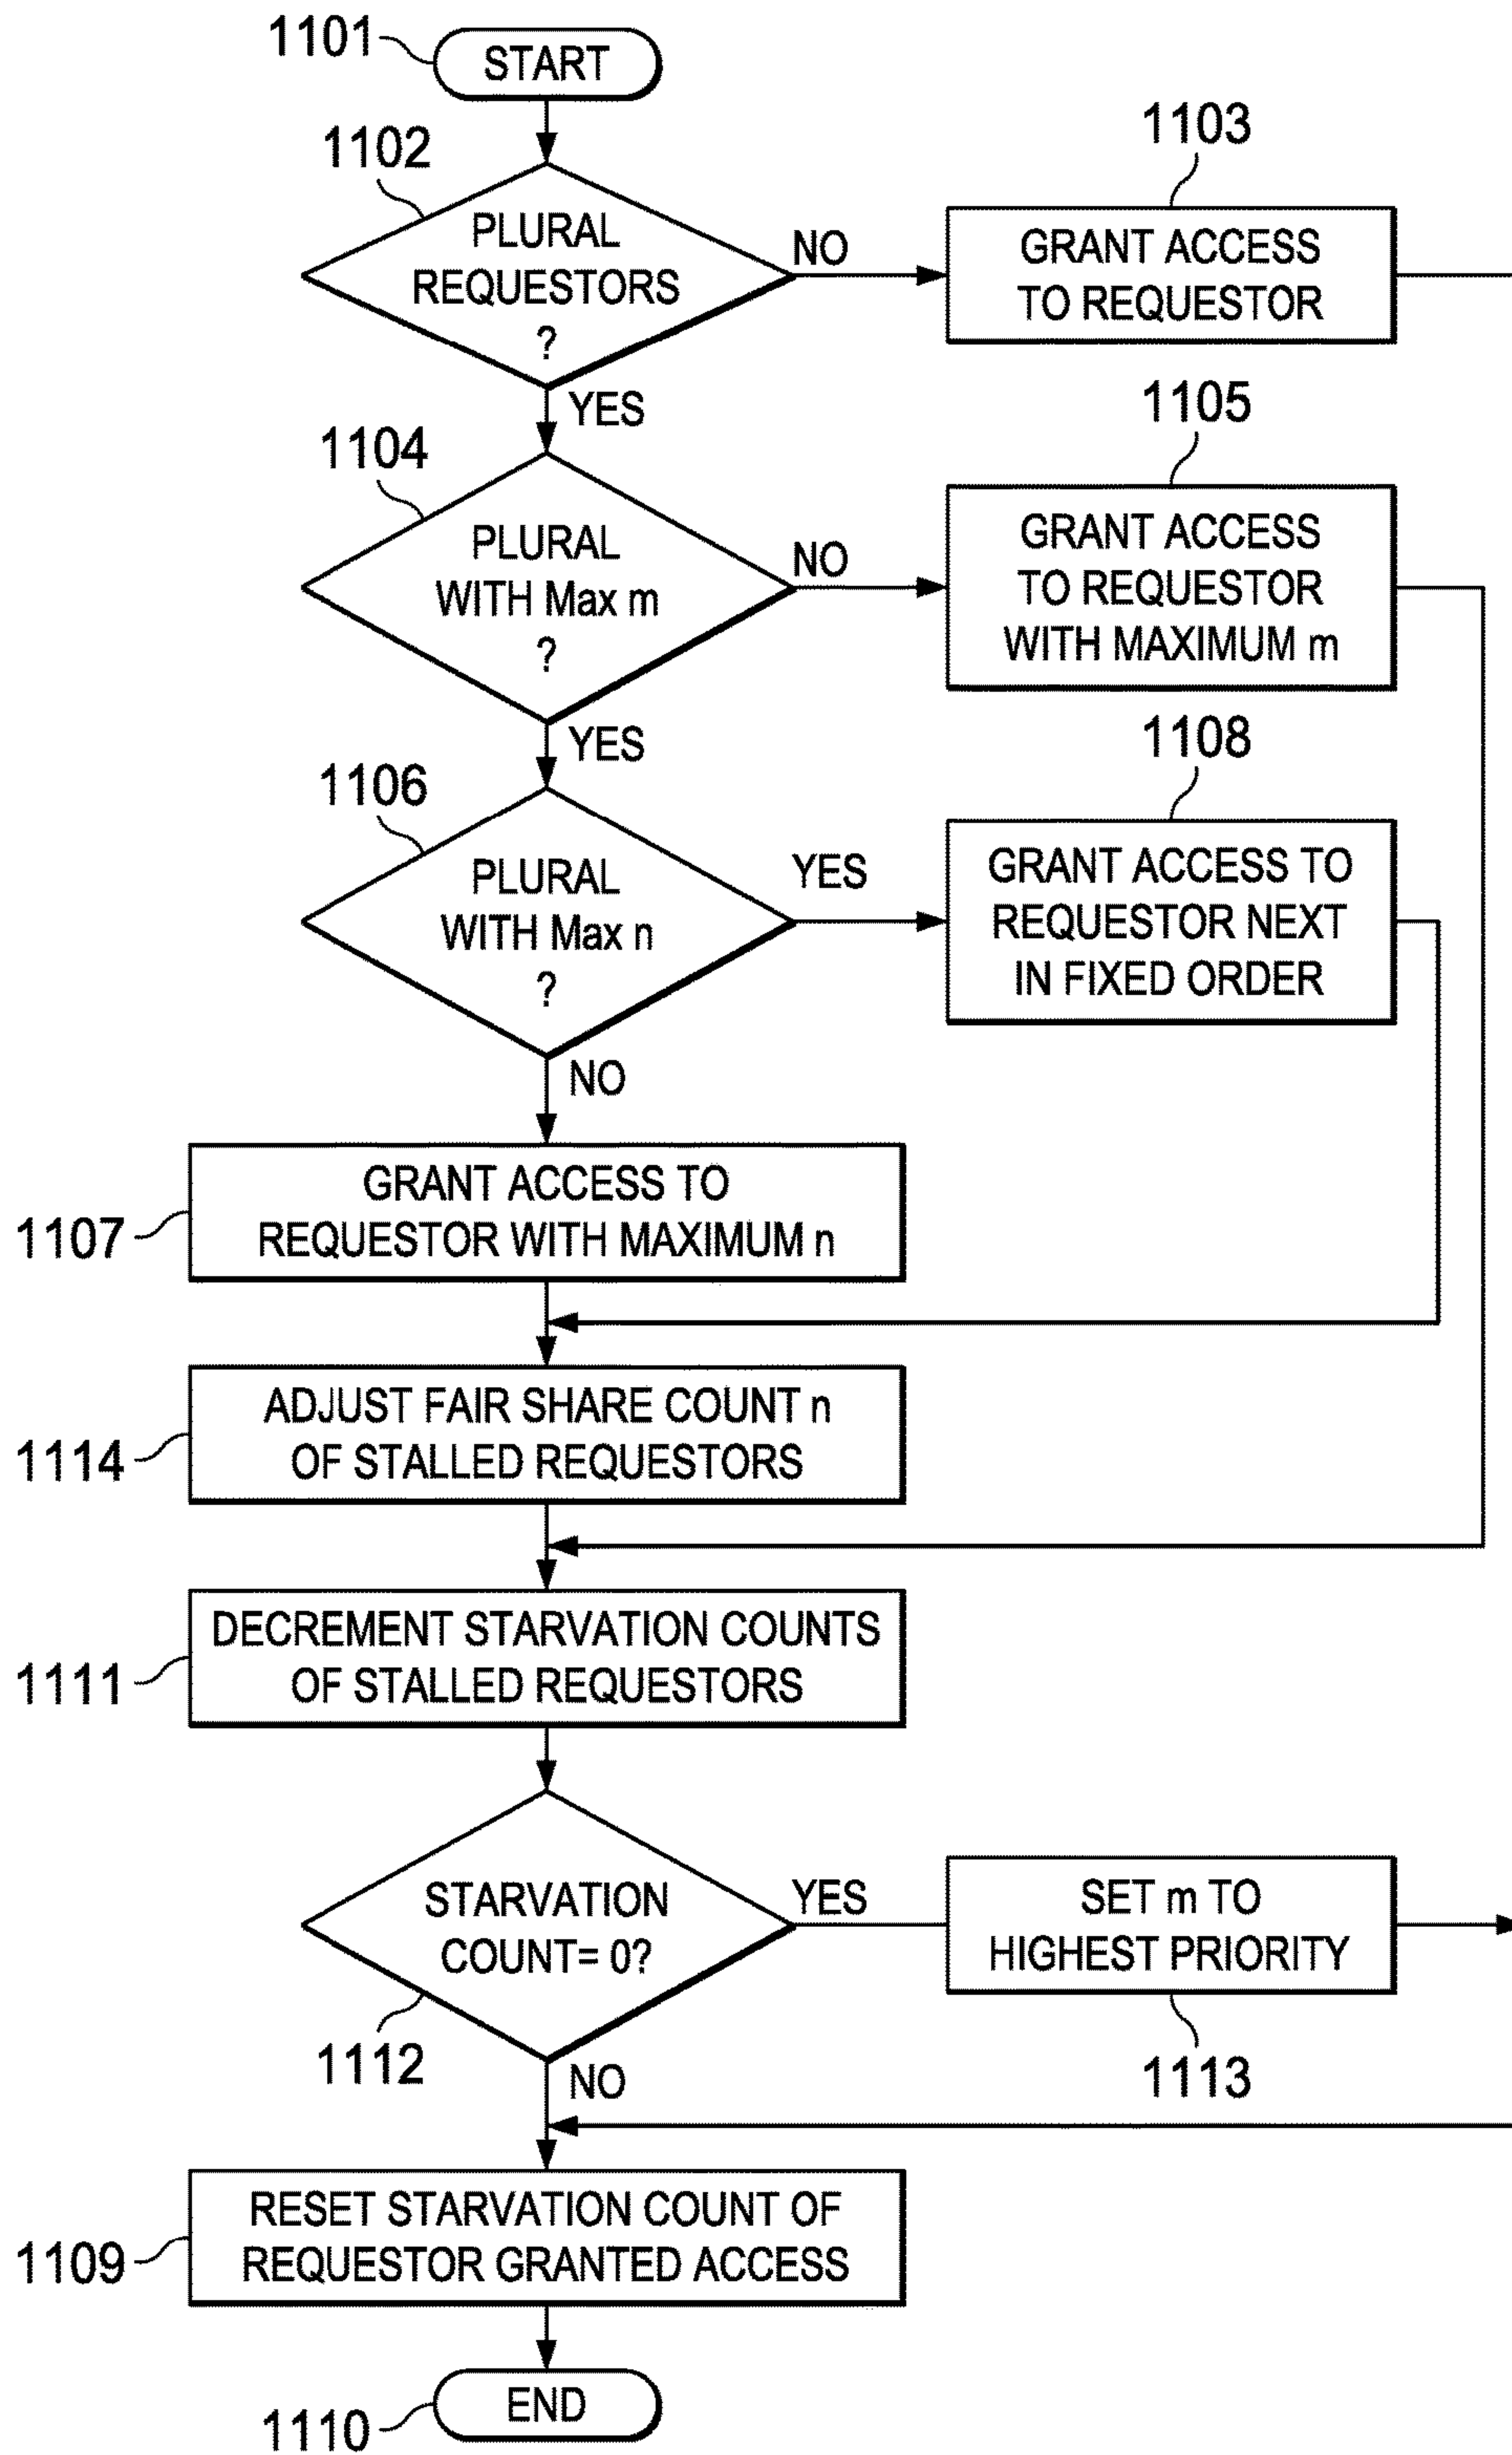 1101
START
1102
PLURAL
REQUESTORS
?
NO
1103
GRANT ACCESS
TO REQUESTOR
YES
1104
PLURAL
WITH Max m
?
NO
1105
GRANT ACCESS
TO REQUESTOR
WITH MAXIMUM m
YES
1106
PLURAL
WITH Max n
?
YES
1108
GRANT ACCESS TO
REQUESTOR NEXT
IN FIXED ORDER
NO
1107
GRANT ACCESS TO
REQUESTOR WITH MAXIMUM n
1114
ADJUST FAIR SHARE COUNT n
OF STALLED REQUESTORS
1111
DECREMENT STARVATION COUNTS
OF STALLED REQUESTORS
STARVATION
COUNT= 0?
1112
YES
SET m TO
HIGHEST PRIORITY
1113
NO
1109
RESET STARVATION COUNT OF
REQUESTOR GRANTED ACCESS
1110
END